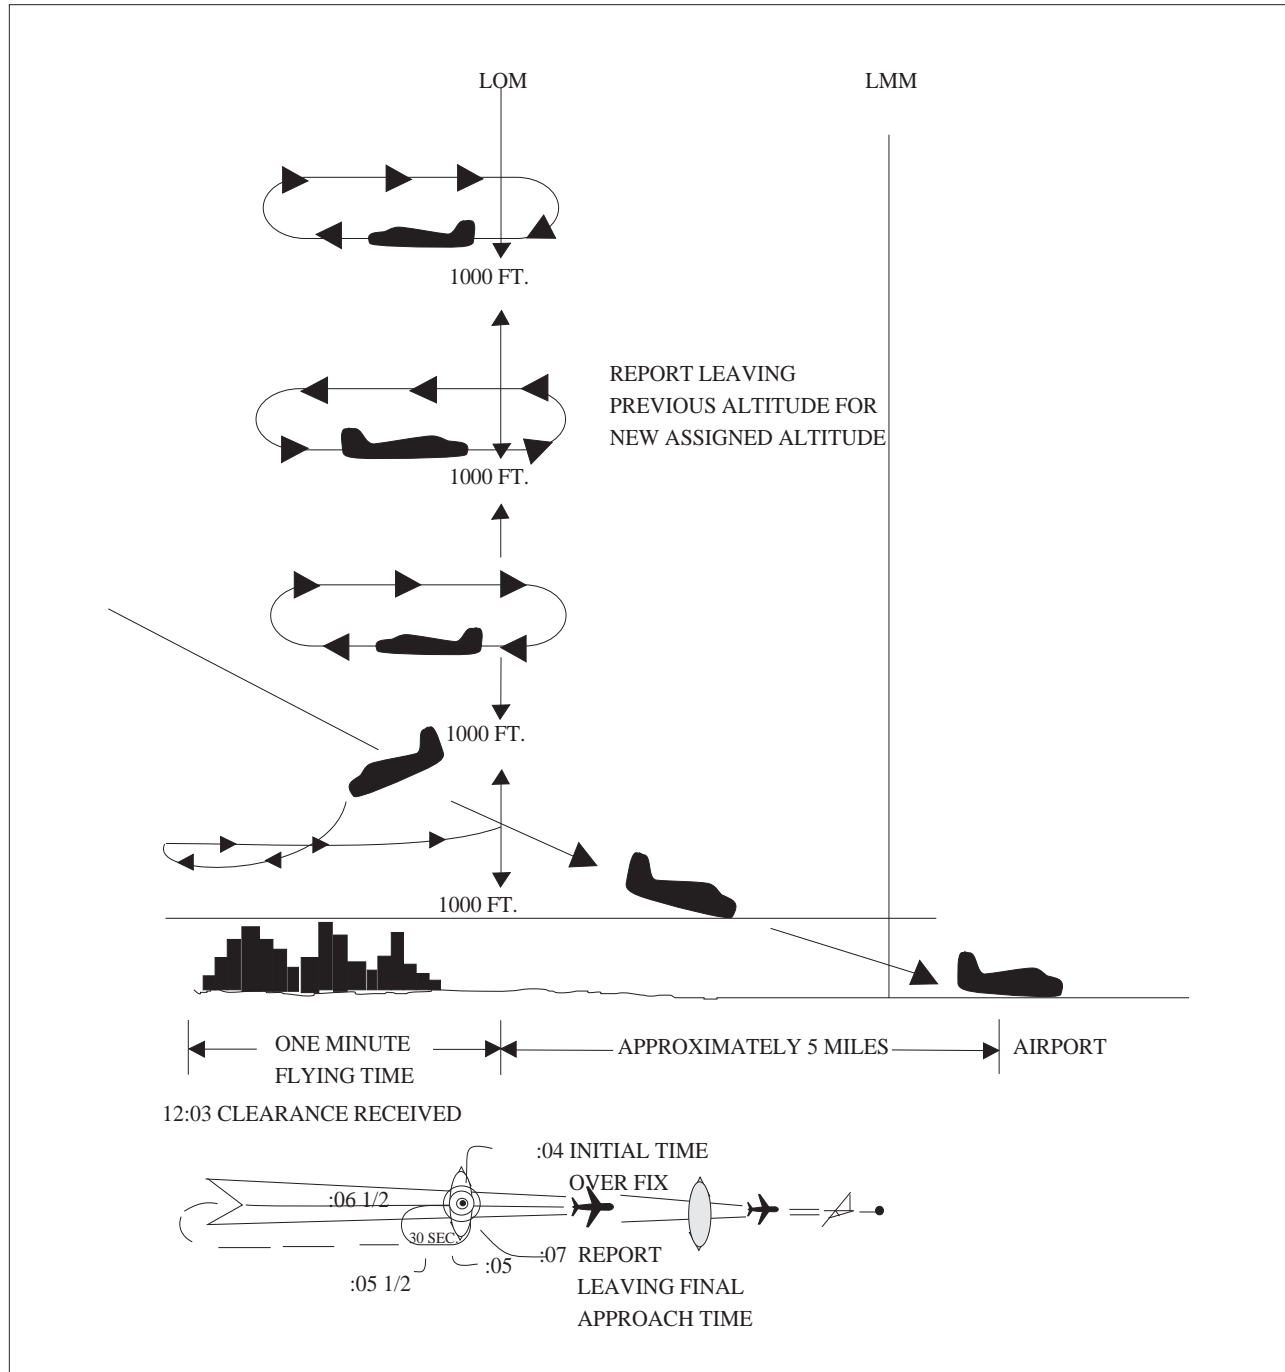 LOM
LMM
1000 FT.
REPORT LEAVING
PREVIOUS ALTITUDE FOR
NEW ASSIGNED ALTITUDE
1000 FT.
1000 FT.
1000 FT.
ONE MINUTE
FLYING TIME
APPROXIMATELY 5 MILES
AIRPORT
12:03 CLEARANCE RECEIVED
:04 INITIAL TIME
OVER FIX
:06 1/2
30 SEC.
:05
:05 1/2
:07 REPORT
LEAVING FINAL
APPROACH TIME